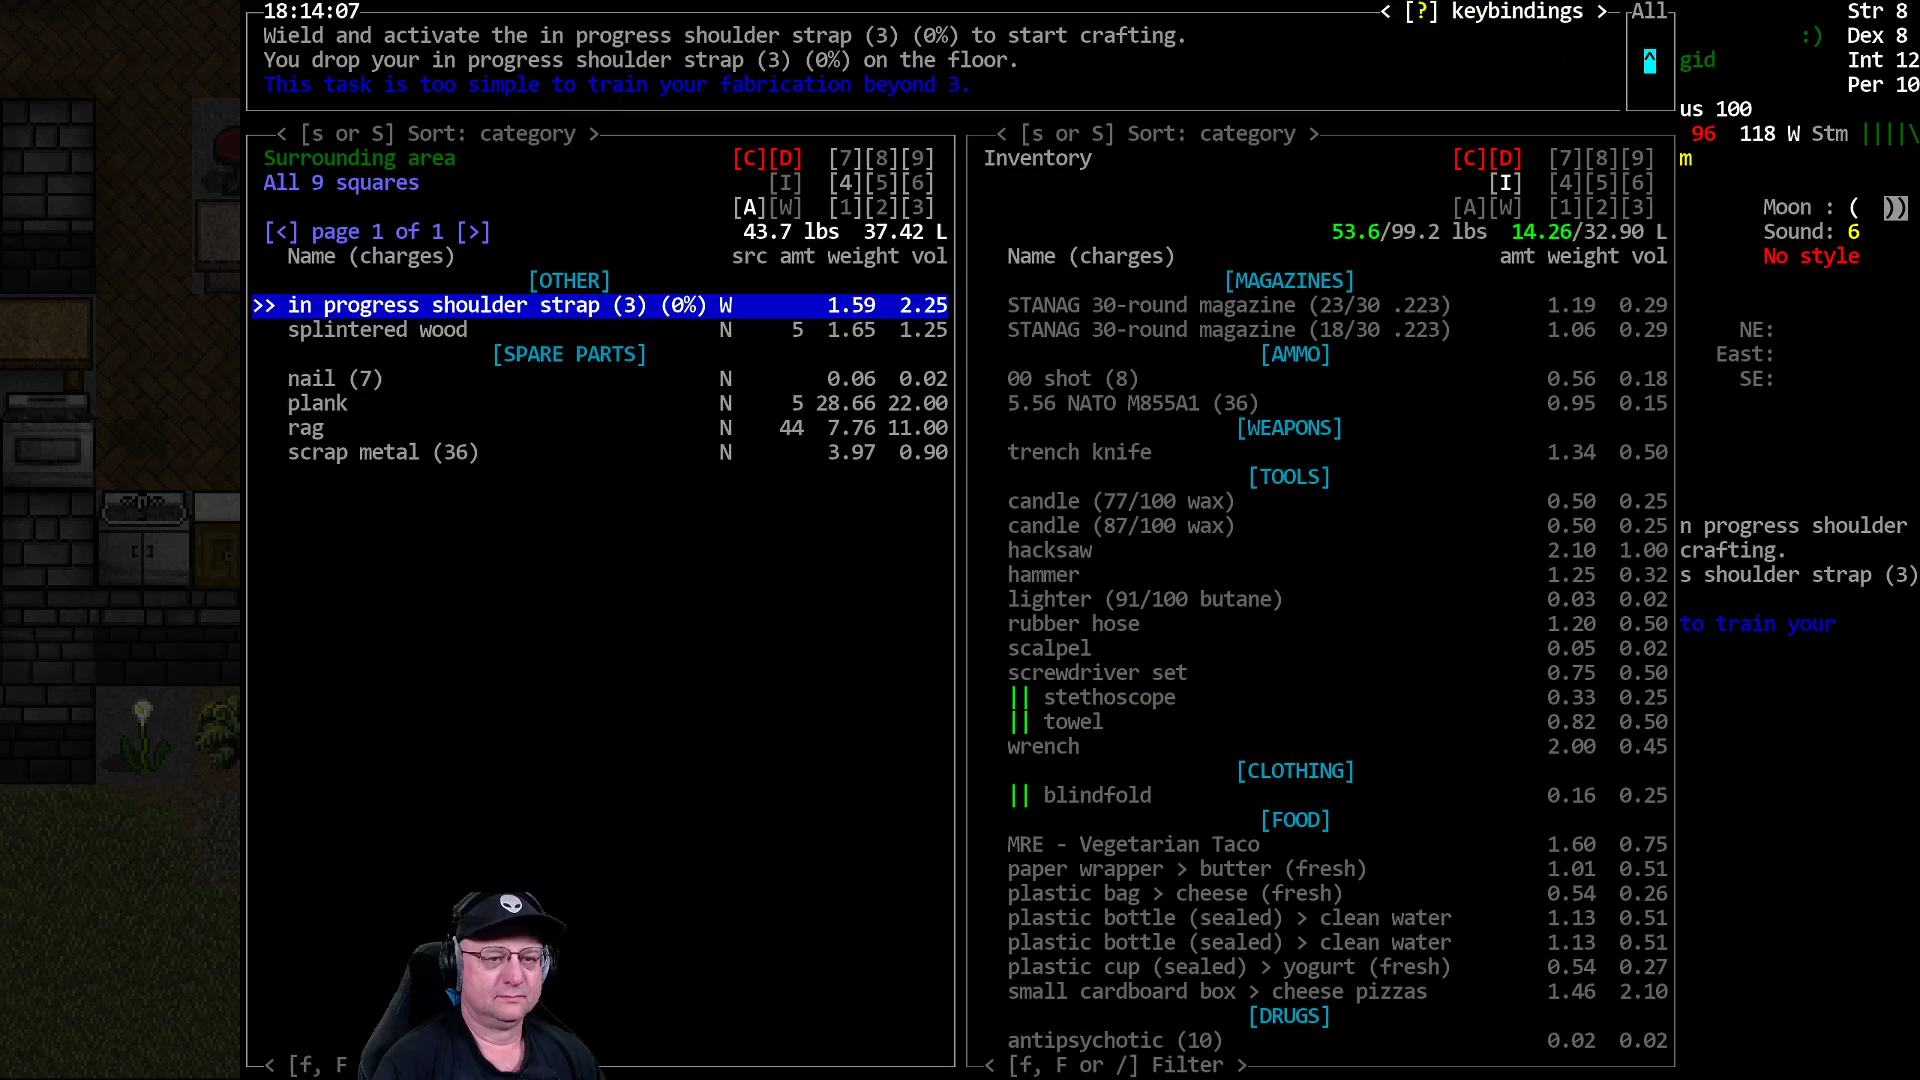 18:14:07
< [?] keybindings >
All
Str 8
Wield and activate the in progress shoulder strap (3) (0%) to start crafting.
:)
Dex 8
You drop your in progress shoulder strap (3) (0%) on the floor.
^
gid
Int 12
This task is too simple to train your fabrication beyond 3.
Per 10
us 100
96 118 W Stm ||||\
m
Moon : ( ))
Sound: 6
No style
NE:
East:
SE:
n progress shoulder
crafting.
s shoulder strap (3)
to train your
< [s or S] Sort: category >
Surrounding area
[C][D] [7][8][9]
All 9 squares
[I] [4][5][6]
[A][W] [1][2][3]
[<] page 1 of 1 [>]
43.7 lbs 37.42 L
Name (charges) src amt weight vol
[OTHER]
>> in progress shoulder strap (3) (0%) W 1.59 2.25
splintered wood N 5 1.65 1.25
[SPARE PARTS]
nail (7) N 0.06 0.02
plank N 5 28.66 22.00
rag N 44 7.76 11.00
scrap metal (36) N 3.97 0.90
< [f, F
< [s or S] Sort: category >
Inventory
[C][D] [7][8][9]
[I] [4][5][6]
[A][W] [1][2][3]
53.6/99.2 lbs 14.26/32.90 L
Name (charges) amt weight vol
[MAGAZINES]
STANAG 30-round magazine (23/30 .223) 1.19 0.29
STANAG 30-round magazine (18/30 .223) 1.06 0.29
[AMMO]
00 shot (8) 0.56 0.18
5.56 NATO M855A1 (36) 0.95 0.15
[WEAPONS]
trench knife 1.34 0.50
[TOOLS]
candle (77/100 wax) 0.50 0.25
candle (87/100 wax) 0.50 0.25
hacksaw 2.10 1.00
hammer 1.25 0.32
lighter (91/100 butane) 0.03 0.02
rubber hose 1.20 0.50
scalpel 0.05 0.02
screwdriver set 0.75 0.50
|| stethoscope 0.33 0.25
|| towel 0.82 0.50
wrench 2.00 0.45
[CLOTHING]
|| blindfold 0.16 0.25
[FOOD]
MRE - Vegetarian Taco 1.60 0.75
paper wrapper > butter (fresh) 1.01 0.51
plastic bag > cheese (fresh) 0.54 0.26
plastic bottle (sealed) > clean water 1.13 0.51
plastic bottle (sealed) > clean water 1.13 0.51
plastic cup (sealed) > yogurt (fresh) 0.54 0.27
small cardboard box > cheese pizzas 1.46 2.10
[DRUGS]
antipsychotic (10) 0.02 0.02
< [f, F or /] Filter >